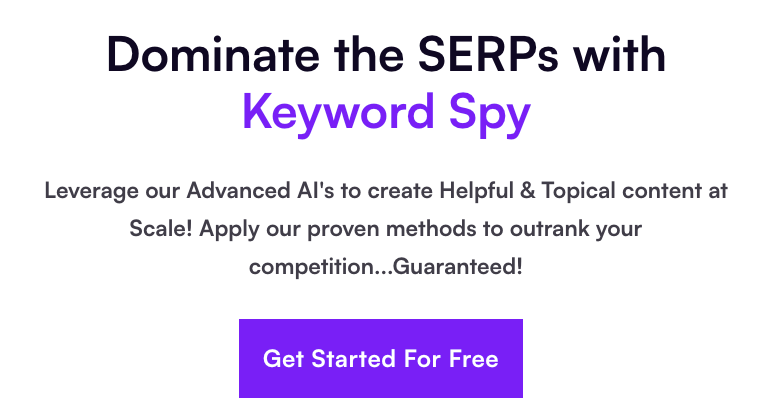 Dominate the SERPs with
Keyword Spy
Leverage our Advanced AI's to create Helpful & Topical content at
Scale! Apply our proven methods to outrank your
competition...Guaranteed!
Get Started For Free